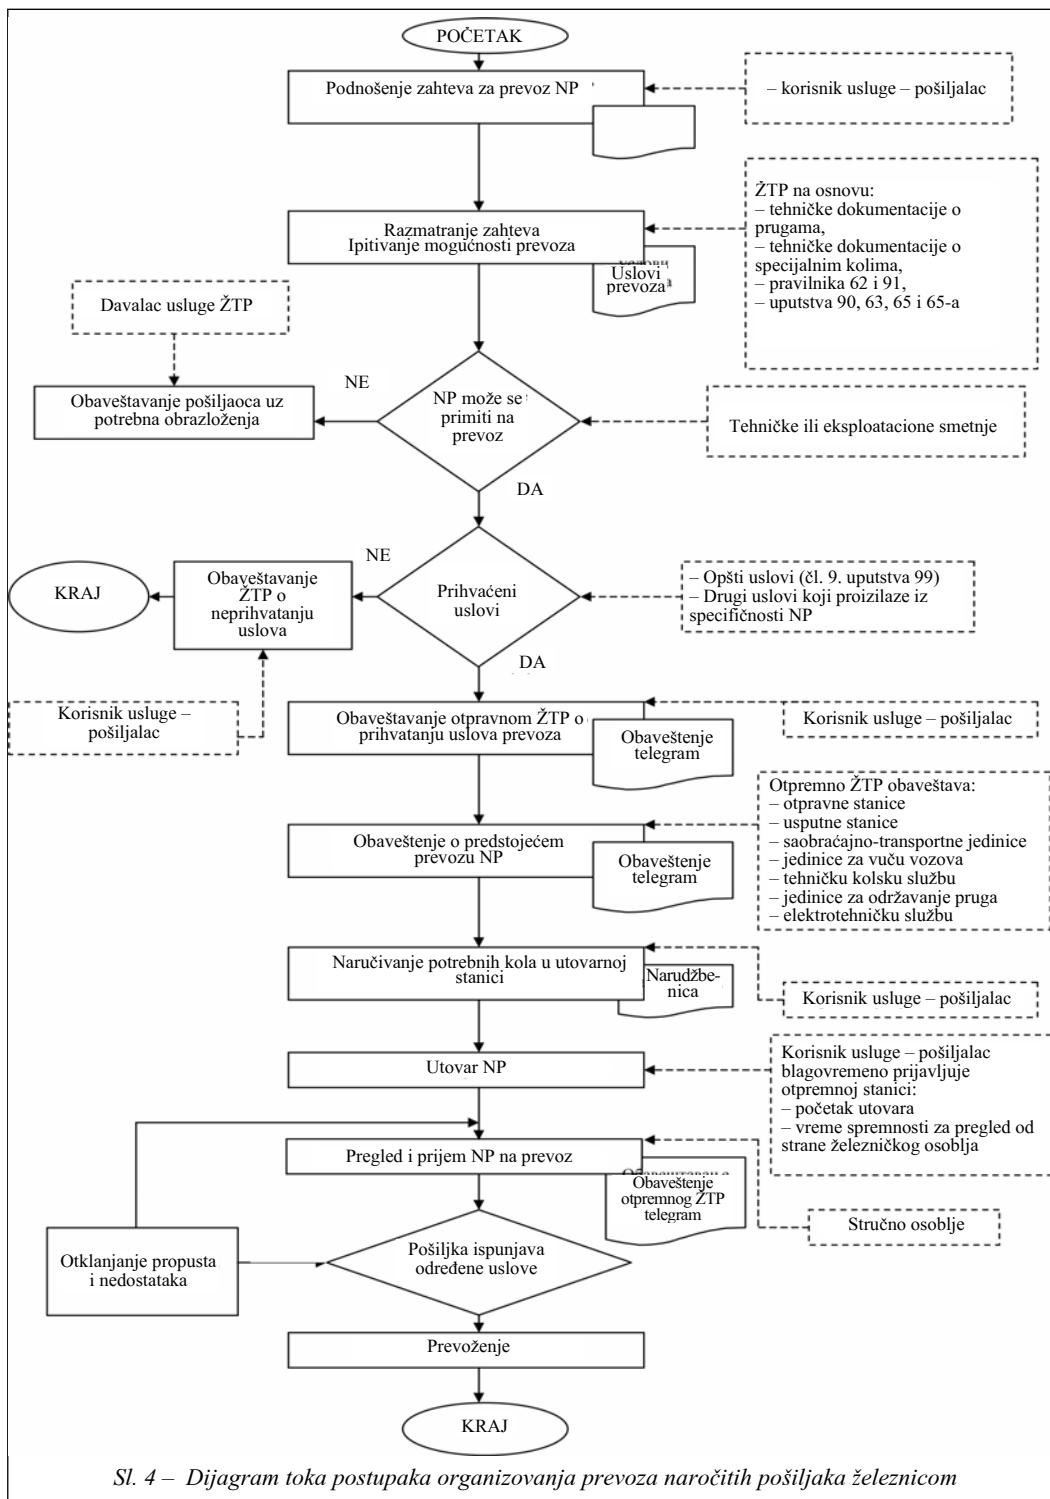 POČETAK
Podnošenje zahteva za prevoz NP
– korisnik usluge – pošiljalac
Razmatranje zahteva
Ipitivanje mogućnosti prevoza
Uslovi
prevoza
ŽTP na osnovu:
– tehničke dokumentacije o
prugama,
– tehničke dokumentacije o
specijalnim kolima,
– pravilnika 62 i 91,
– uputstva 90, 63, 65 i 65-a
Davalac usluge ŽTP
NE
Obaveštavanje pošiljaoca uz
potrebna obrazloženja
NP može se
primiti na
prevoz
Tehničke ili eksploatacione smetnje
DA
NE
KRAJ
Obaveštavanje
ŽTP o
neprihvatanju
uslova
Prihvaćeni
uslovi
– Opšti uslovi (čl. 9. uputstva 99)
– Drugi uslovi koji proizilaze iz
specifičnosti NP
DA
Korisnik usluge –
pošiljalac
Obaveštavanje otpravnom ŽTP o
prihvatanju uslova prevoza
Obaveštenje
telegram
Korisnik usluge – pošiljalac
Obaveštenje o predstojećem
prevozu NP
Obaveštenje
telegram
Otpremno ŽTP obaveštava:
– otpravne stanice
– usputne stanice
– saobraćajno-transportne jedinice
– jedinice za vuču vozova
– tehničku kolsku službu
– jedinice za održavanje pruga
– elektrotehničku službu
Naručivanje potrebnih kola u utovarnoj
stanici
Narudžbe-
nica
Korisnik usluge – pošiljalac
Utovar NP
Korisnik usluge – pošiljalac
blagovremeno prijavljuje
otpremnoj stanici:
– početak utovara
– vreme spremnosti za pregled od
strane železničkog osoblja
Pregled i prijem NP na prevoz
Obaveštenje
otpremnog ŽTP
telegram
Stručno osoblje
Otklanjanje propusta
i nedostataka
Pošiljka ispunjava
određene uslove
Prevoženje
KRAJ
Sl. 4 – Dijagram toka postupaka organizovanja prevoza naročitih pošiljaka železnicom